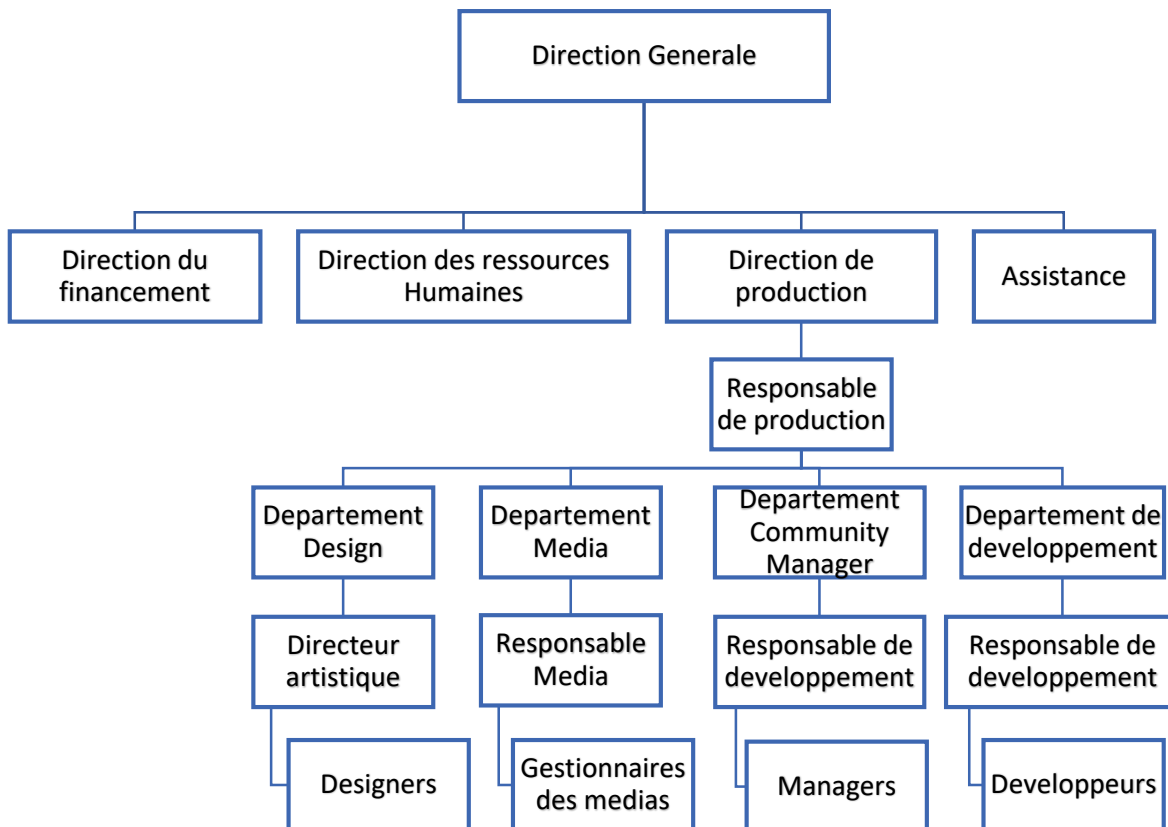 Direction Generale
Direction du
financement
Direction des ressources
Humaines
Direction de
production
Assistance
Responsable
de production
Departement
Design
Departement
Media
Departement
Community
Manager
Departement de
developpement
Directeur
artistique
Responsable
Media
Responsable de
developpement
Responsable de
developpement
Designers
Gestionnaires
des medias
Managers
Developpeurs